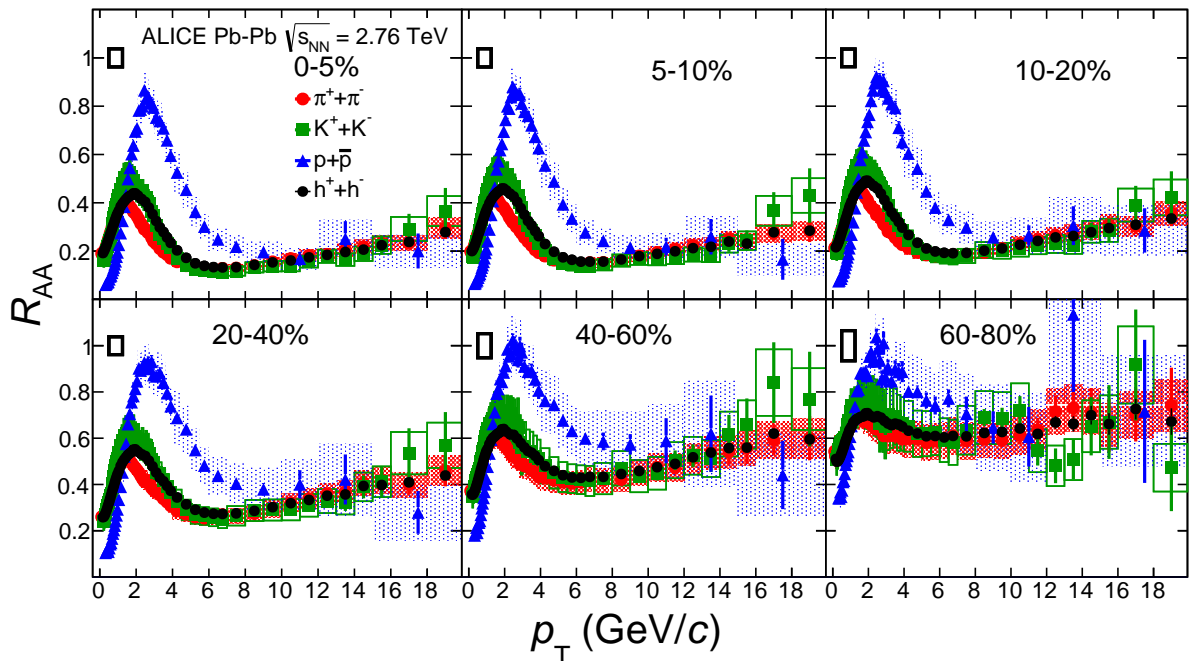 ALICE Pb-Pb √s_NN = 2.76 TeV
0-5%
π⁺+π⁻
K⁺+K⁻
p+p̅
h⁺+h⁻
5-10%
10-20%
1
0.8
0.6
0.4
0.2
20-40%
40-60%
60-80%
1
0.8
0.6
0.4
0.2
R_AA
0 2 4 6 8 10 12 14 16 18
0 2 4 6 8 10 12 14 16 18
0 2 4 6 8 10 12 14 16 18
p_T (GeV/c)